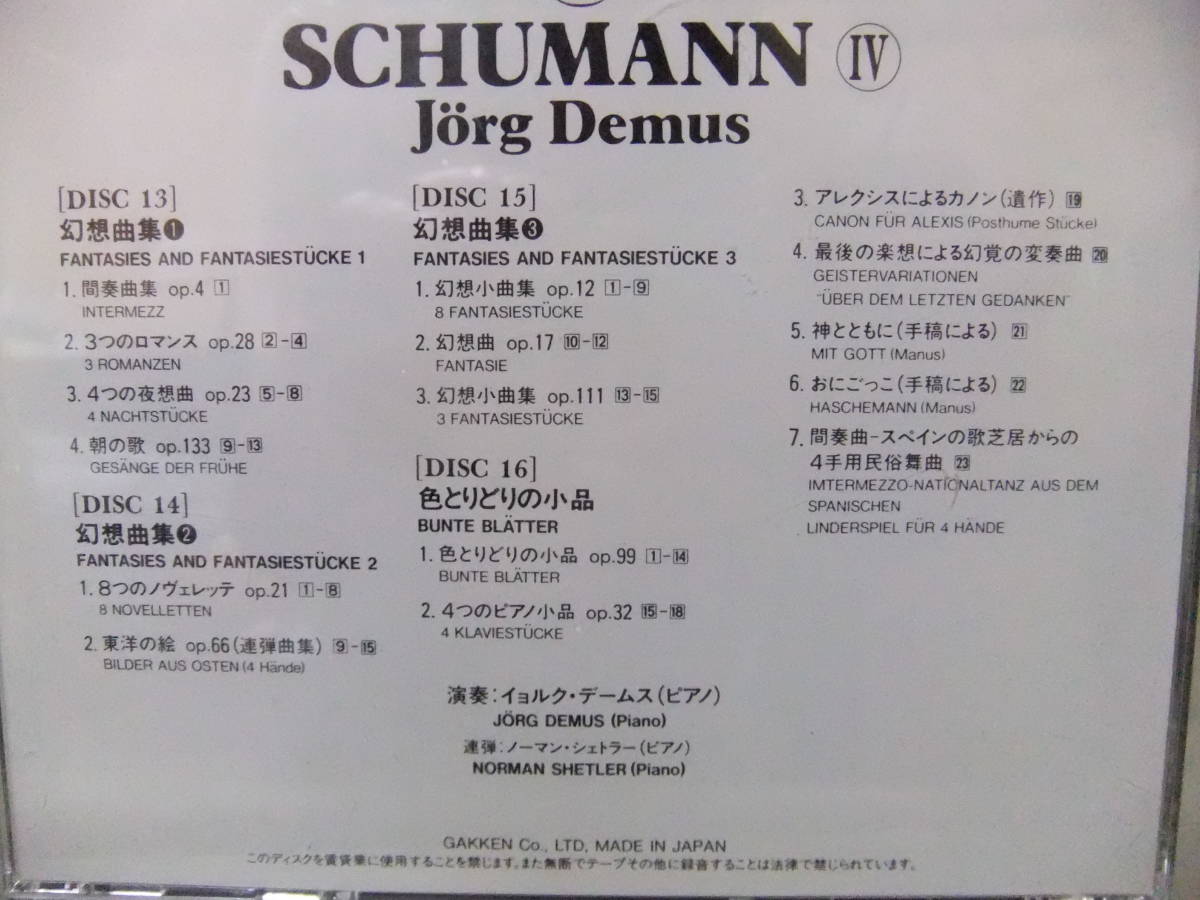 SCHUMANN Ⅳ
Jörg Demus
[DISC 13]
幻想曲集❶
FANTASIES AND FANTASIESTÜCKE 1
1. 間奏曲集 op.4 1
INTERMEZZ
2. 3つのロマンス op.28 2-4
3 ROMANZEN
3. 4つの夜想曲 op.23 5-8
4 NACHTSTÜCKE
4. 朝の歌 op.133 9-13
GESÄNGE DER FRÜHE
[DISC 14]
幻想曲集❷
FANTASIES AND FANTASIESTÜCKE 2
1. 8つのノヴェレッテ op.21 1-8
8 NOVELLETTEN
2. 東洋の絵 op.66(連弾曲集) 9-15
BILDER AUS OSTEN (4 Hände)
[DISC 15]
幻想曲集❸
FANTASIES AND FANTASIESTÜCKE 3
1. 幻想小曲集 op.12 1-9
8 FANTASIESTÜCKE
2. 幻想曲 op.17 10-12
FANTASIE
3. 幻想小曲集 op.111 13-15
3 FANTASIESTÜCKE
[DISC 16]
色とりどりの小品
BUNTE BLÄTTER
1. 色とりどりの小品 op.99 1-14
BUNTE BLÄTTER
2. 4つのピアノ小品 op.32 15-18
4 KLAVIESTÜCKE
3. アレクシスによるカノン(遺作) 19
CANON FÜR ALEXIS (Posthume Stücke)
4. 最後の楽想による幻覚の変奏曲 20
GEISTERVARIATIONEN
"ÜBER DEM LETZTEN GEDANKEN"
5. 神とともに(手稿による) 21
MIT GOTT (Manus)
6. おにごっこ(手稿による) 22
HASCHEMANN (Manus)
7. 間奏曲-スペインの歌芝居からの
4手用民俗舞曲 23
IMTERMEZZO-NATIONALTANZ AUS DEM
SPANISCHEN
LINDERSPIEL FÜR 4 HÄNDE
演奏:イョルク・デームス(ピアノ)
JÖRG DEMUS (Piano)
連弾:ノーマン・シェトラー(ピアノ)
NORMAN SHETLER (Piano)
GAKKEN Co., LTD, MADE IN JAPAN
このディスクを賃貸業に使用することを禁じます。また無断でテープその他に録音することは法律で禁じられています。